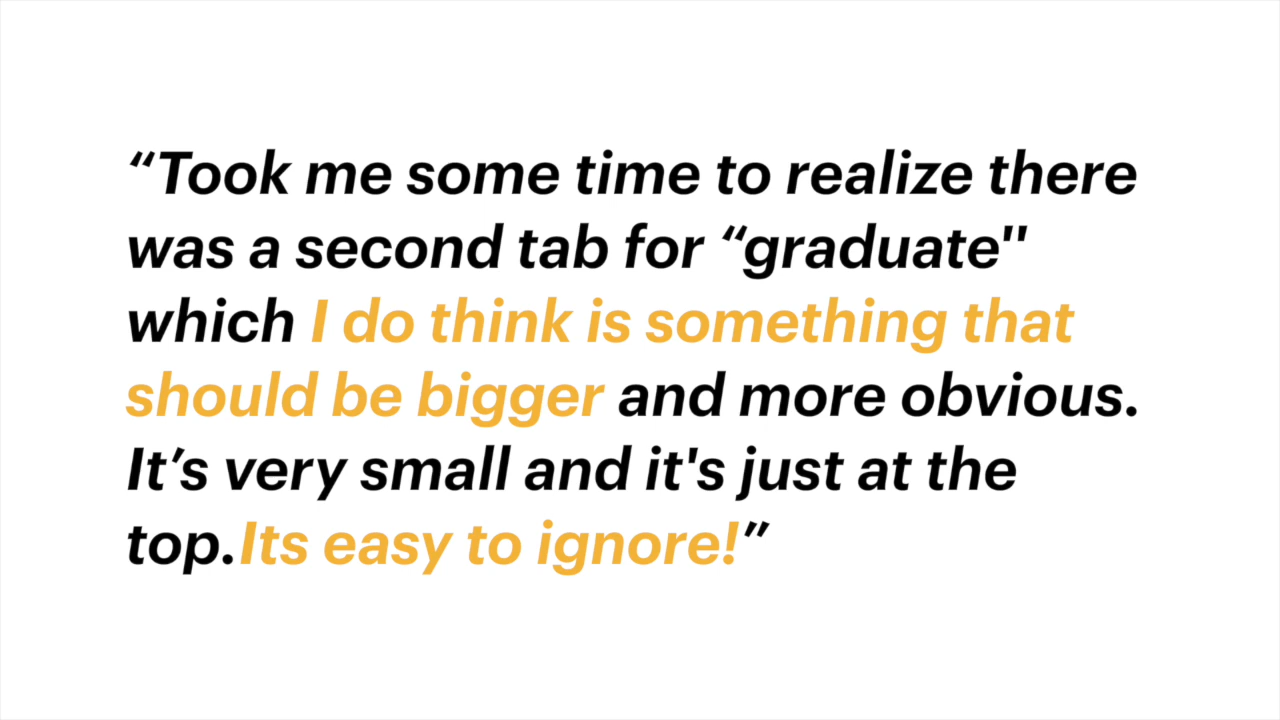 “Took me some time to realize there
was a second tab for “graduate"
which I do think is something that
should be bigger and more obvious.
It’s very small and it's just at the
top.Its easy to ignore!”